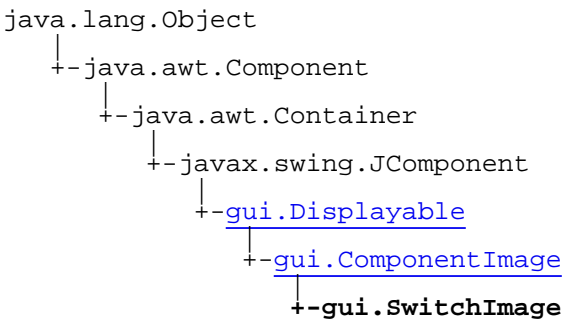 java.lang.Object
|
+-java.awt.Component
|
+-java.awt.Container
|
+-javax.swing.JComponent
|
+-gui.Displayable
|
+-gui.ComponentImage
|
+-gui.SwitchImage